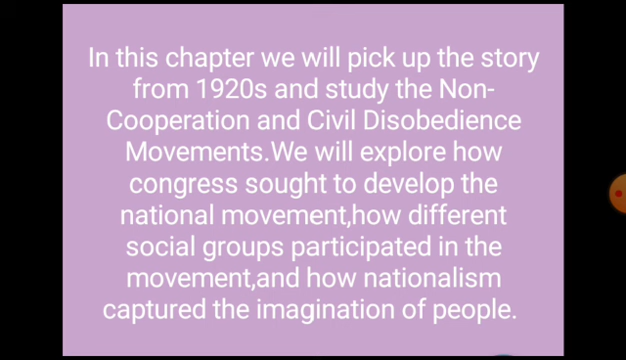 In this chapter we will pick up the story
from 1920s and study the Non-
Cooperation and Civil Disobedience
Movements.We will explore how
congress sought to develop the
national movement,how different
social groups participated in the
movement,and how nationalism
captured the imagination of people.